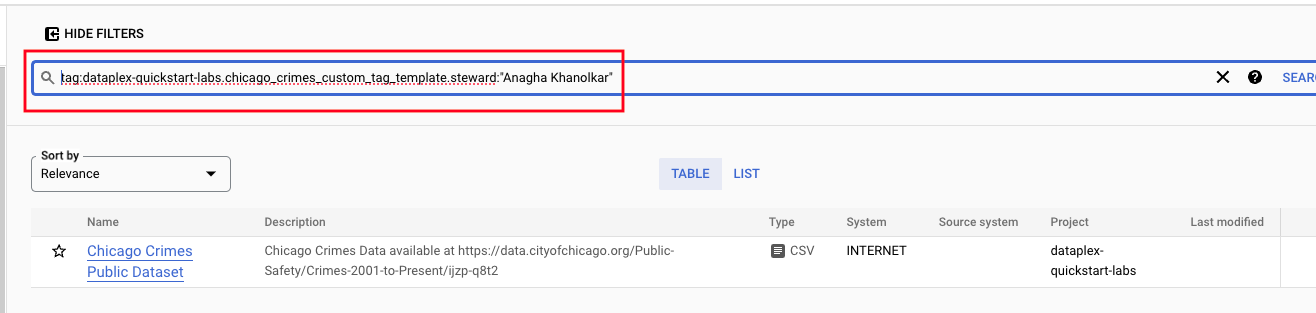 HIDE FILTERS
tag:dataplex-quickstart-labs.chicago_crimes_custom_tag_template.steward:"Anagha Khanolkar"
SEAR
Sort by
Relevance
TABLE LIST
Name Description Type System Source system Project Last modified
Chicago Crimes Chicago Crimes Data available at https://data.cityofchicago.org/Public- CSV INTERNET dataplex-
Public Dataset Safety/Crimes-2001-to-Present/ijzp-q8t2 quickstart-labs